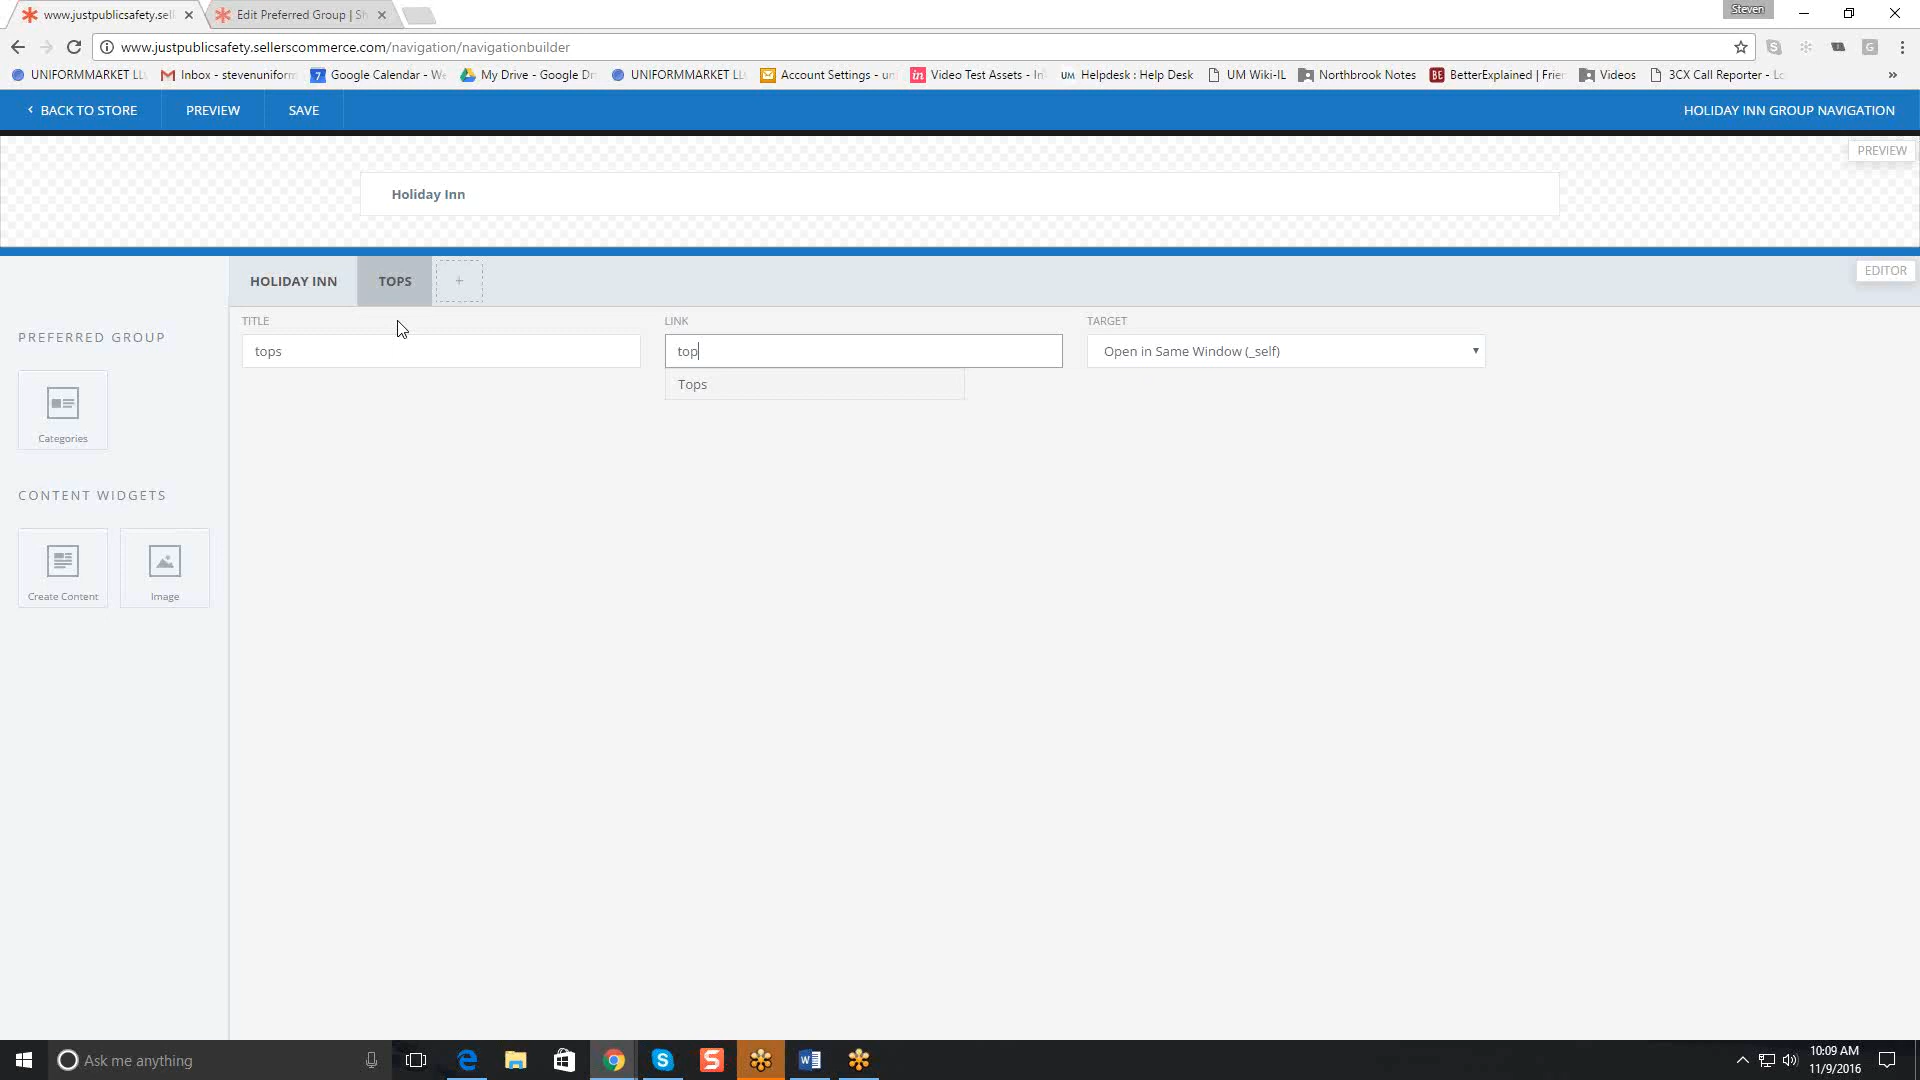 www.justpublicsafety.sell
Edit Preferred Group | Sh
Steven
www.justpublicsafety.sellerscommerce.com/navigation/navigationbuilder
UNIFORMMARKET LL
Inbox - stevenuniform
Google Calendar - We
My Drive - Google Dr
UNIFORMMARKET LL
Account Settings - un
Video Test Assets - In
Helpdesk : Help Desk
UM Wiki-IL
Northbrook Notes
BetterExplained | Frie
Videos
3CX Call Reporter - Lo
BACK TO STORE
PREVIEW
SAVE
HOLIDAY INN GROUP NAVIGATION
PREVIEW
Holiday Inn
HOLIDAY INN
TOPS
+
EDITOR
TITLE
LINK
TARGET
tops
top
Open in Same Window (_self)
Tops
PREFERRED GROUP
Categories
CONTENT WIDGETS
Create Content
Image
Ask me anything
10:09 AM
11/9/2016